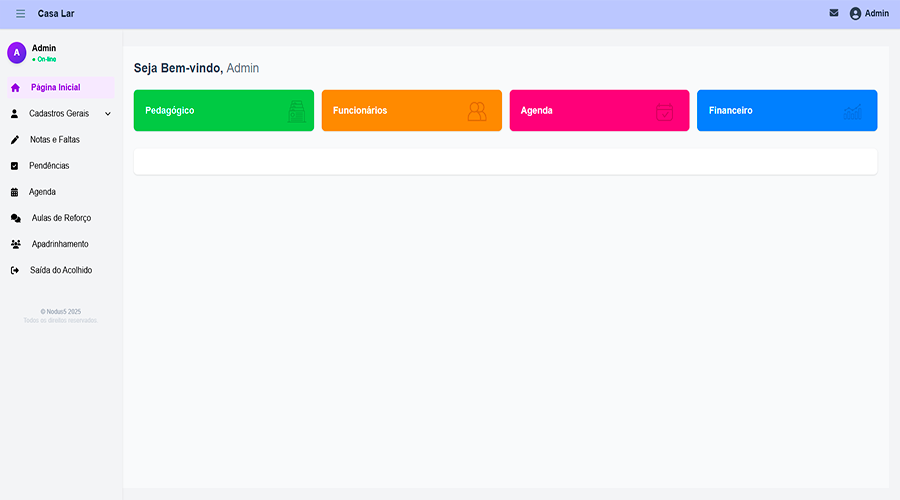 Casa Lar
Admin
A
Admin
On-line
Página Inicial
Cadastros Gerais
Notas e Faltas
Pendências
Agenda
Aulas de Reforço
Apadrinhamento
Saída do Acolhido
© Nodus5 2025
Todos os direitos reservados.
Seja Bem-vindo, Admin
Pedagógico
Funcionários
Agenda
Financeiro